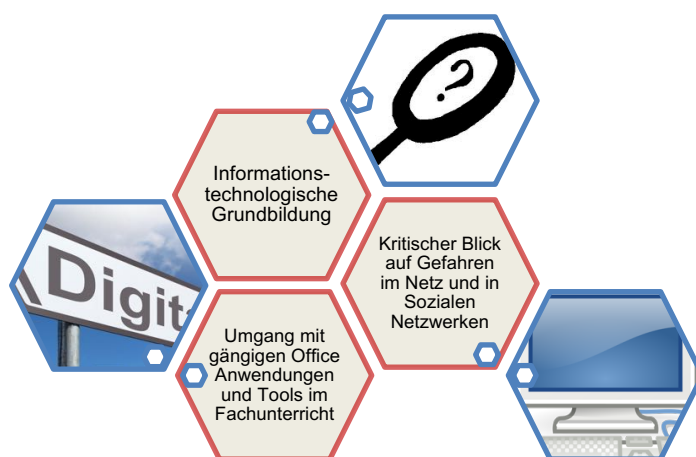 ?
Informations-
technologische
Grundbildung
Kritischer Blick
auf Gefahren
im Netz und in
Sozialen
Netzwerken
Digita
Umgang mit
gängigen Office
Anwendungen
und Tools im
Fachunterricht